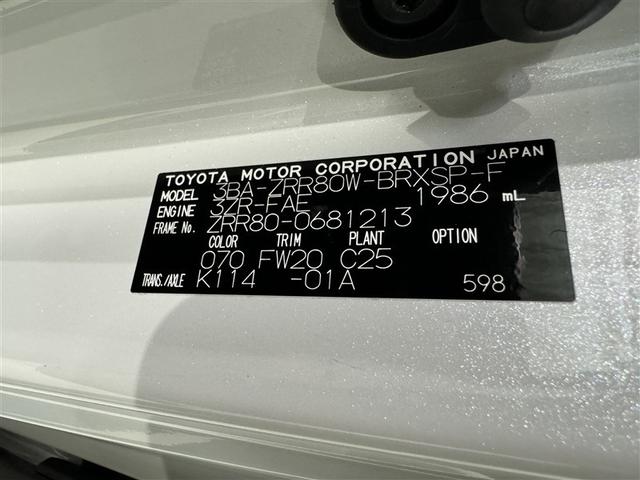 TOYOTA MOTOR CORPORATION JAPAN
MODEL 3BA-ZRR80W-BRXSP-F
ENGINE 3ZR-FAE 1986 mL
FRAME No. ZRR80-0681213
COLOR TRIM PLANT OPTION
070 FW20 C25
TRANS./AXLE K114 -01A 598